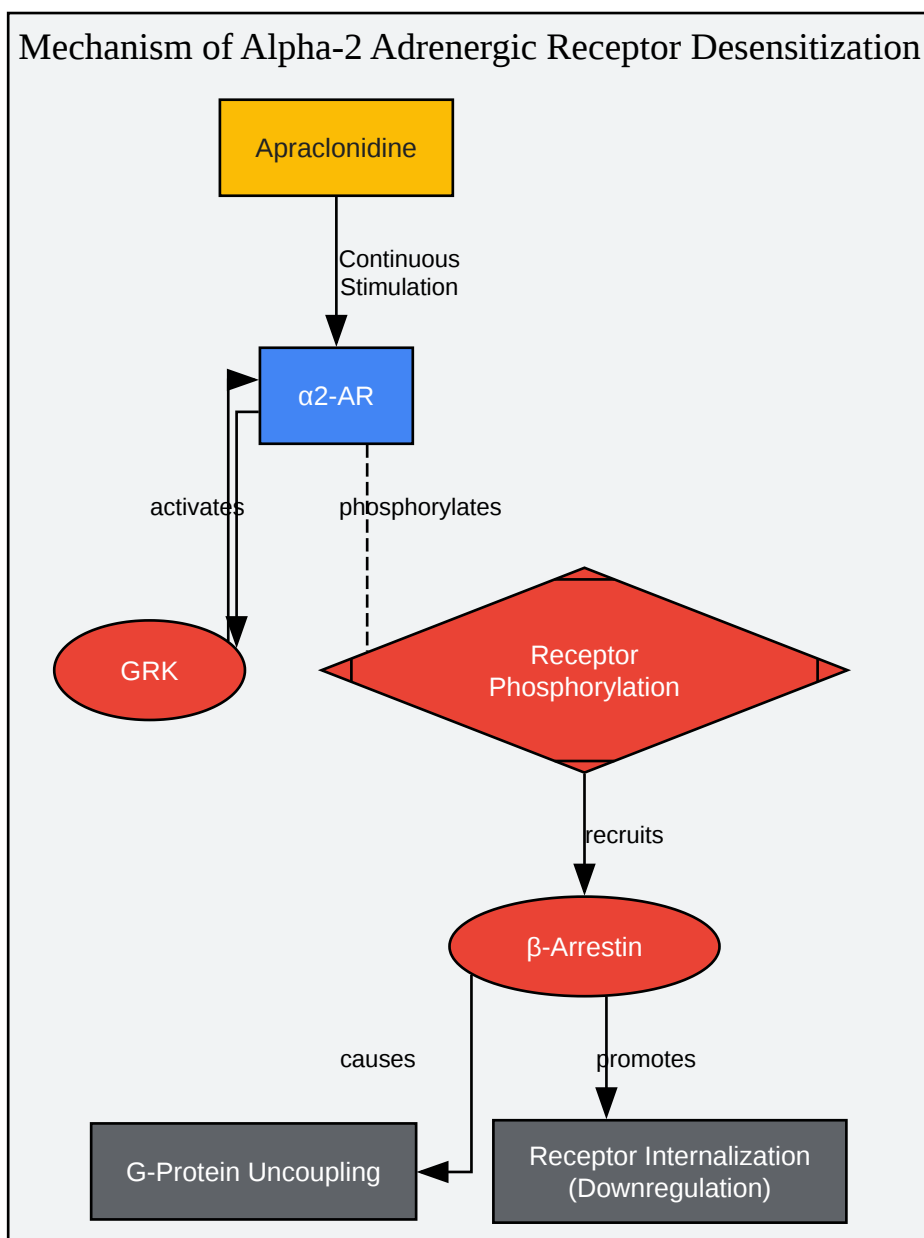 Mechanism of Alpha-2 Adrenergic Receptor Desensitization
Apraclonidine
Continuous
Stimulation
α2-AR
activates
phosphorylates
GRK
Receptor
Phosphorylation
recruits
β-Arrestin
causes
promotes
G-Protein Uncoupling
Receptor Internalization
(Downregulation)